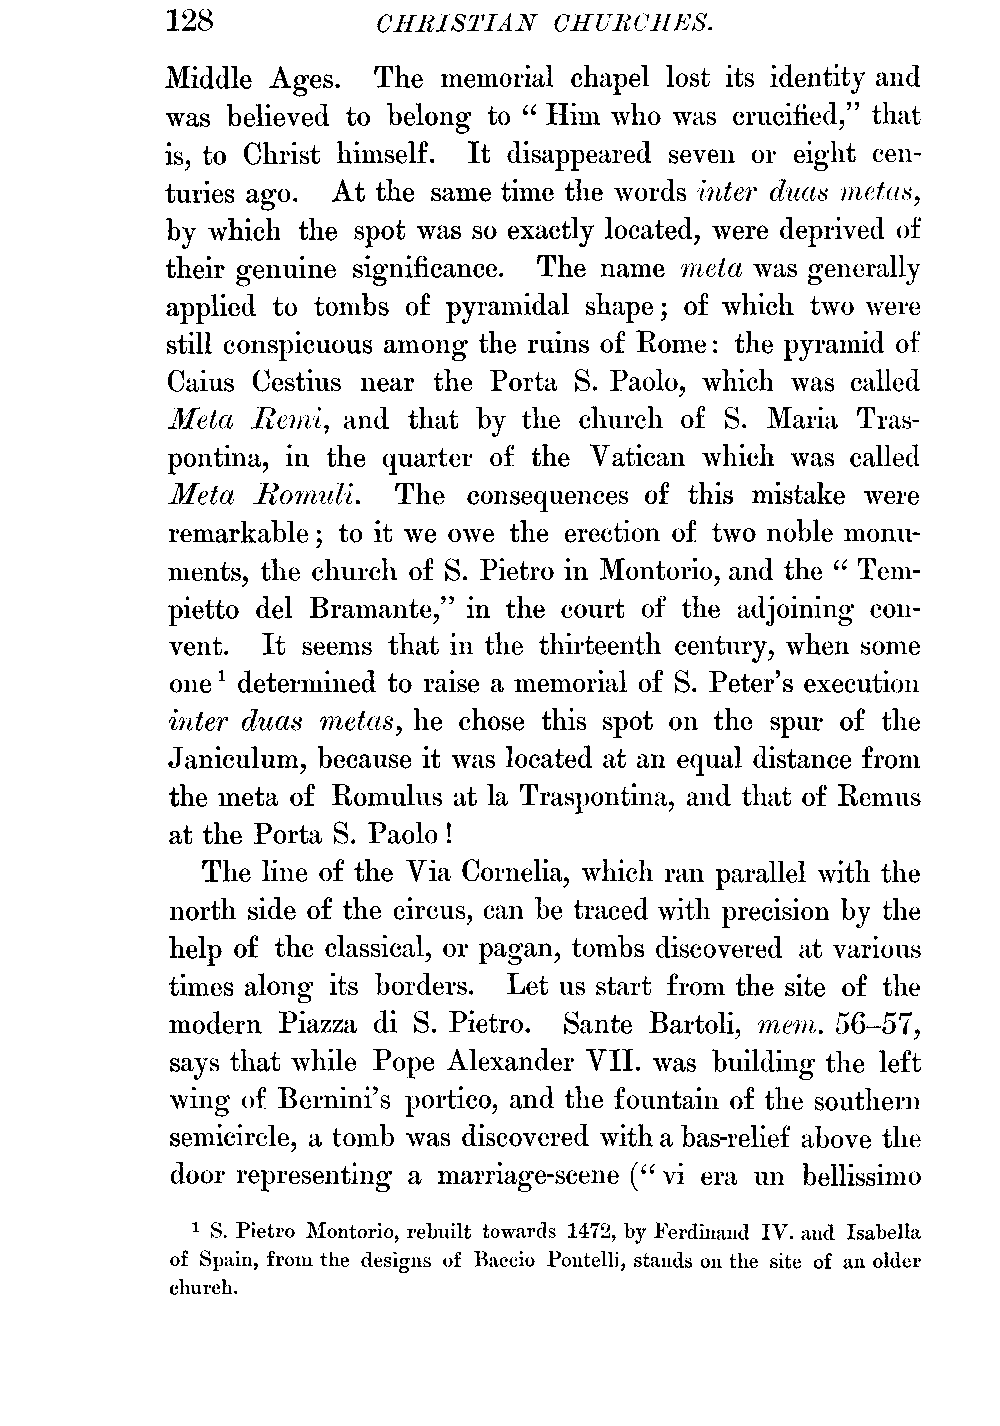 128 CHRISTIAN CHURCHES.
Middle Ages. The memorial chapel lost its identity and
was believed to belong to “ Him who was crucified,” that
is, to Christ himself. It disappeared seven or eight cen-
turies ago. At the same time the words inter duas metas,
by which the spot was so exactly located, were deprived of
their genuine significance. The name meta was generally
applied to tombs of pyramidal shape; of which two were
still conspicuous among the ruins of Rome: the pyramid of
Caius Cestius near the Porta S. Paolo, which was called
Meta Remi, and that by the church of S. Maria Tras-
pontina, in the quarter of the Vatican which was called
Meta Romuli. The consequences of this mistake were
remarkable; to it we owe the erection of two noble monu-
ments, the church of S. Pietro in Montorio, and the “ Tem-
pietto del Bramante,” in the court of the adjoining con-
vent. It seems that in the thirteenth century, when some
one ¹ determined to raise a memorial of S. Peter’s execution
inter duas metas, he chose this spot on the spur of the
Janiculum, because it was located at an equal distance from
the meta of Romulus at la Traspontina, and that of Remus
at the Porta S. Paolo !
The line of the Via Cornelia, which ran parallel with the
north side of the circus, can be traced with precision by the
help of the classical, or pagan, tombs discovered at various
times along its borders. Let us start from the site of the
modern Piazza di S. Pietro. Sante Bartoli, mem. 56–57,
says that while Pope Alexander VII. was building the left
wing of Bernini’s portico, and the fountain of the southern
semicircle, a tomb was discovered with a bas-relief above the
door representing a marriage-scene (“ vi era un bellissimo
¹ S. Pietro Montorio, rebuilt towards 1472, by Ferdinand IV. and Isabella
of Spain, from the designs of Baccio Pontelli, stands on the site of an older
church.